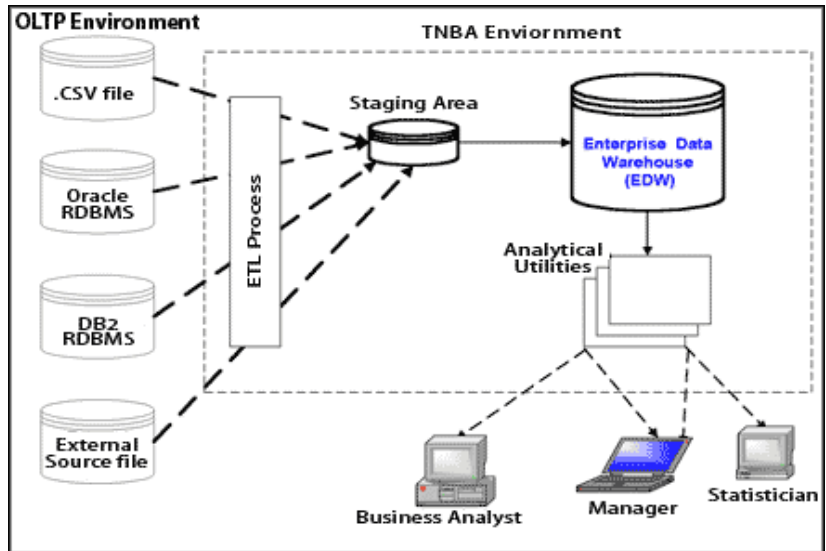 OLTP Environment
TNBA Enviornment
.CSV file
Oracle
RDBMS
DB2
RDBMS
External
Source file
ETL Process
Staging Area
Enterprise Data
Warehouse
(EDW)
Analytical
Utilities
Business Analyst
Manager
Statistician